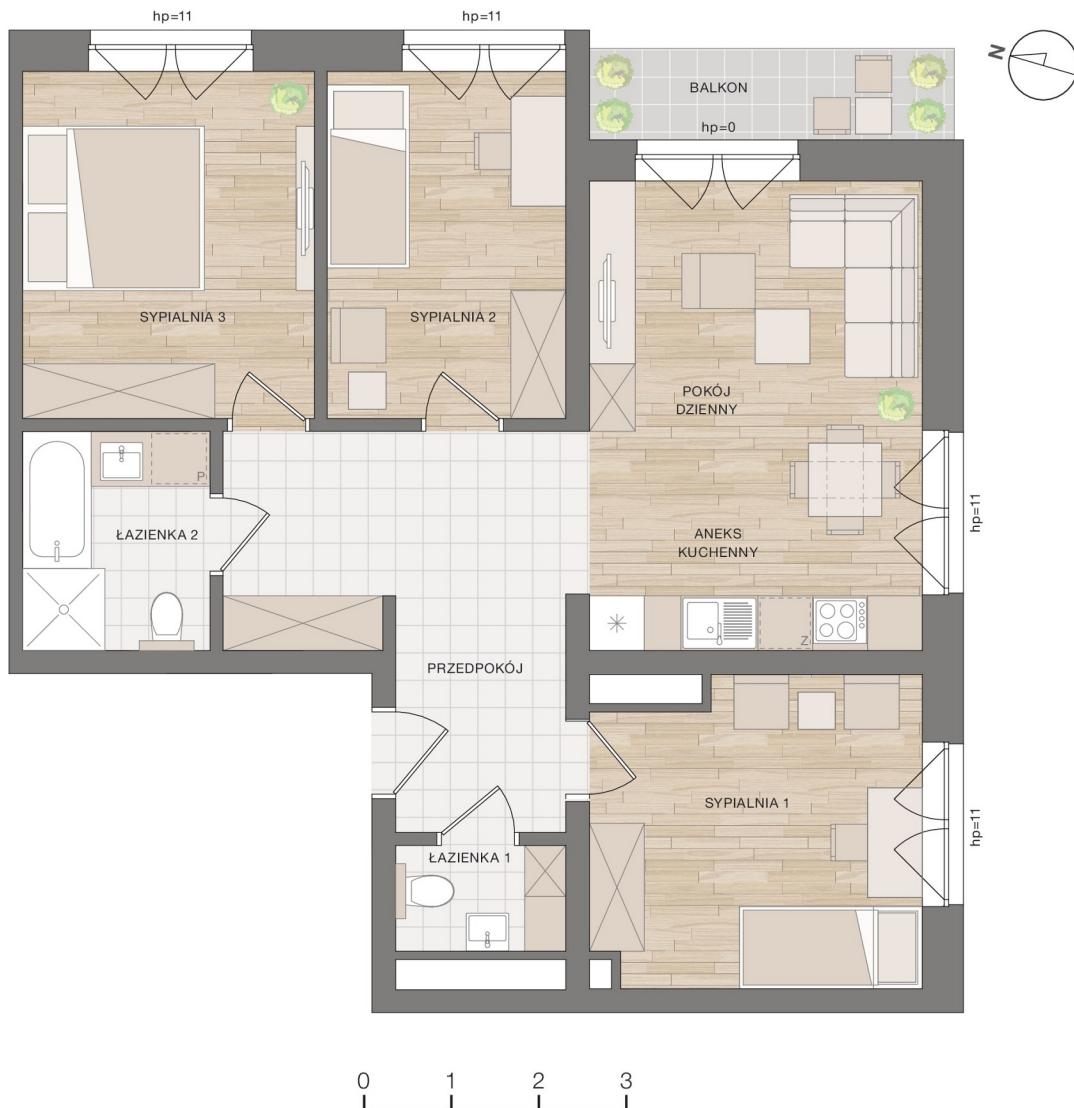 hp=11
hp=11
N
BALKON
hp=0
SYPIALNIA 3
SYPIALNIA 2
POKÓJ
DZIENNY
P
ŁAZIENKA 2
ANEKS
KUCHENNY
hp=11
Z
PRZEDPOKÓJ
SYPIALNIA 1
hp=11
ŁAZIENKA 1
0 1 2 3